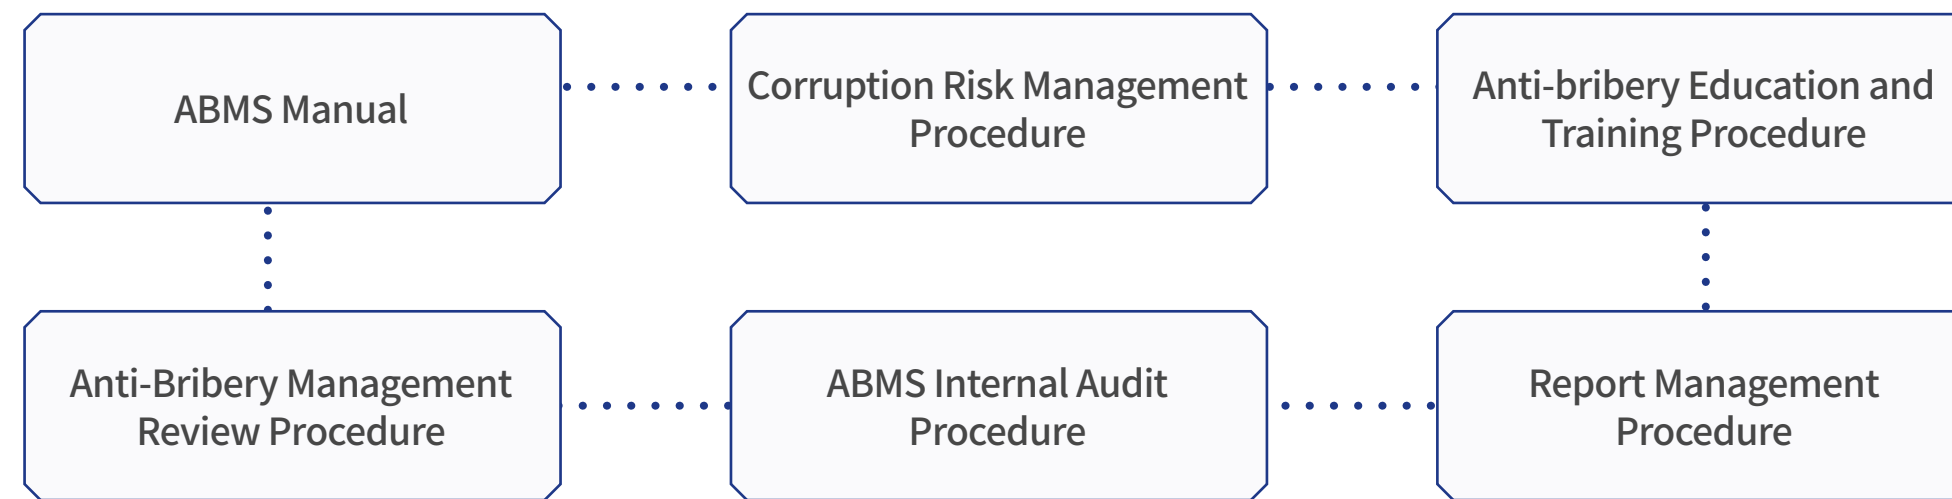 ABMS Manual
Corruption Risk Management
Procedure
Anti-bribery Education and
Training Procedure
Anti-Bribery Management
Review Procedure
ABMS Internal Audit
Procedure
Report Management
Procedure